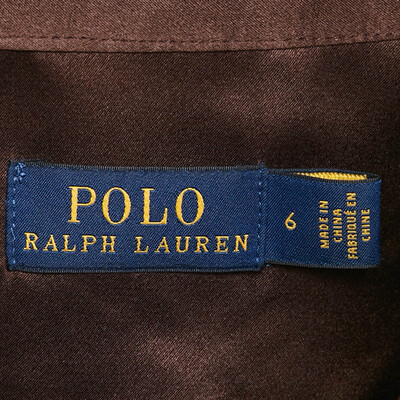 POLO
RALPH LAUREN
6
MADE IN
CHINA
FABRIQUÉ EN
CHINE